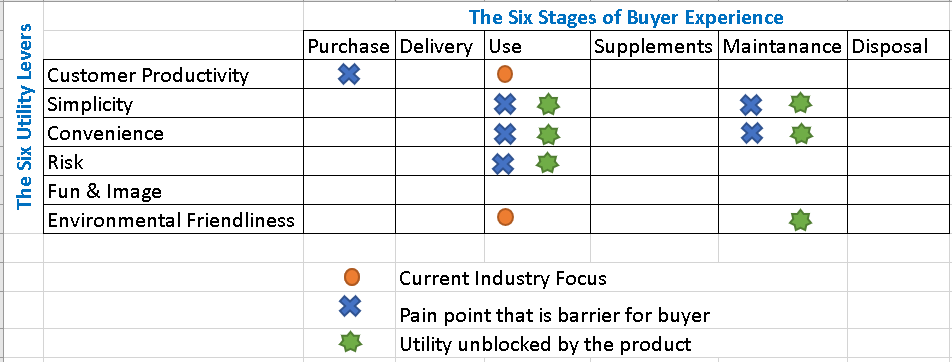 The Six Stages of Buyer Experience
The Six Utility Levers
Purchase Delivery Use Supplements Maintanance Disposal
Customer Productivity
Simplicity
Convenience
Risk
Fun & Image
Environmental Friendliness
Current Industry Focus
Pain point that is barrier for buyer
Utility unblocked by the product